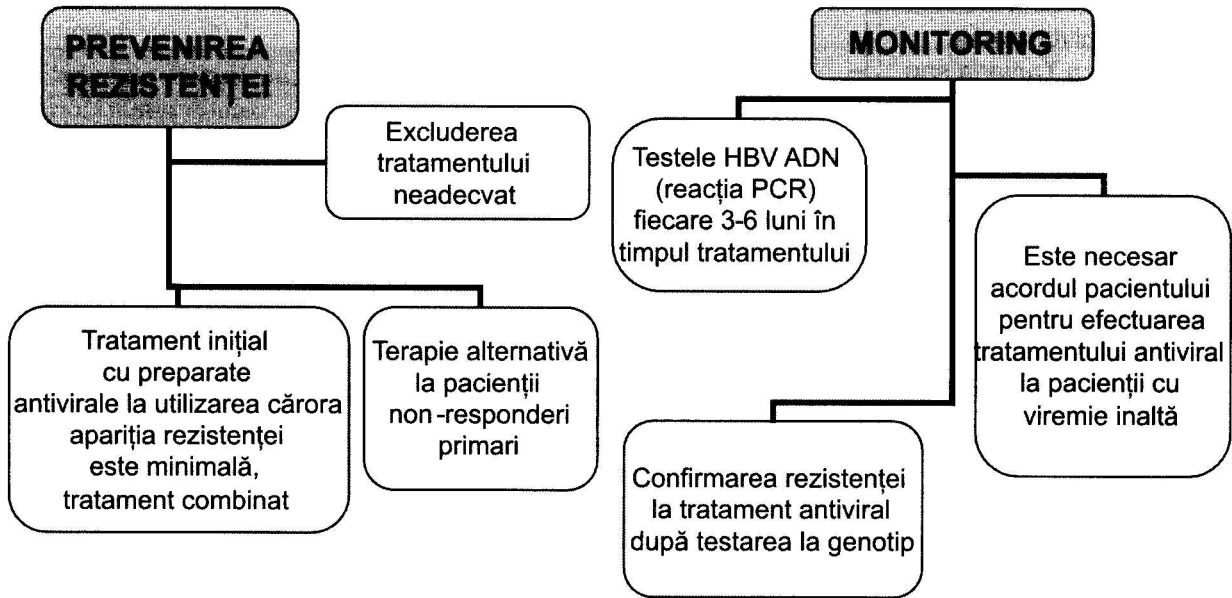 PREVENIREA
REZISTENȚEI
Excluderea
tratamentului
neadecvat
Tratament inițial
cu preparate
antivirale la utilizarea cărora
apariția rezistenței
este minimală,
tratament combinat
Terapie alternativă
la pacienții
non-responderi
primari
MONITORING
Testele HBV ADN
(reacția PCR)
fiecare 3-6 luni în
timpul tratamentului
Este necesar
acordul pacientului
pentru efectuarea
tratamentului antiviral
la pacienții cu
viremie inaltă
Confirmarea rezistenței
la tratament antiviral
după testarea la genotip